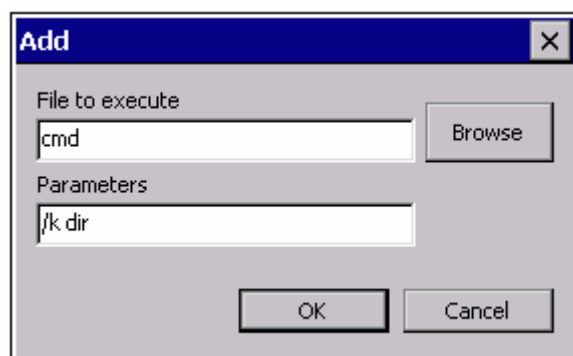 Add
File to execute
cmd
Browse
Parameters
/k dir
OK
Cancel